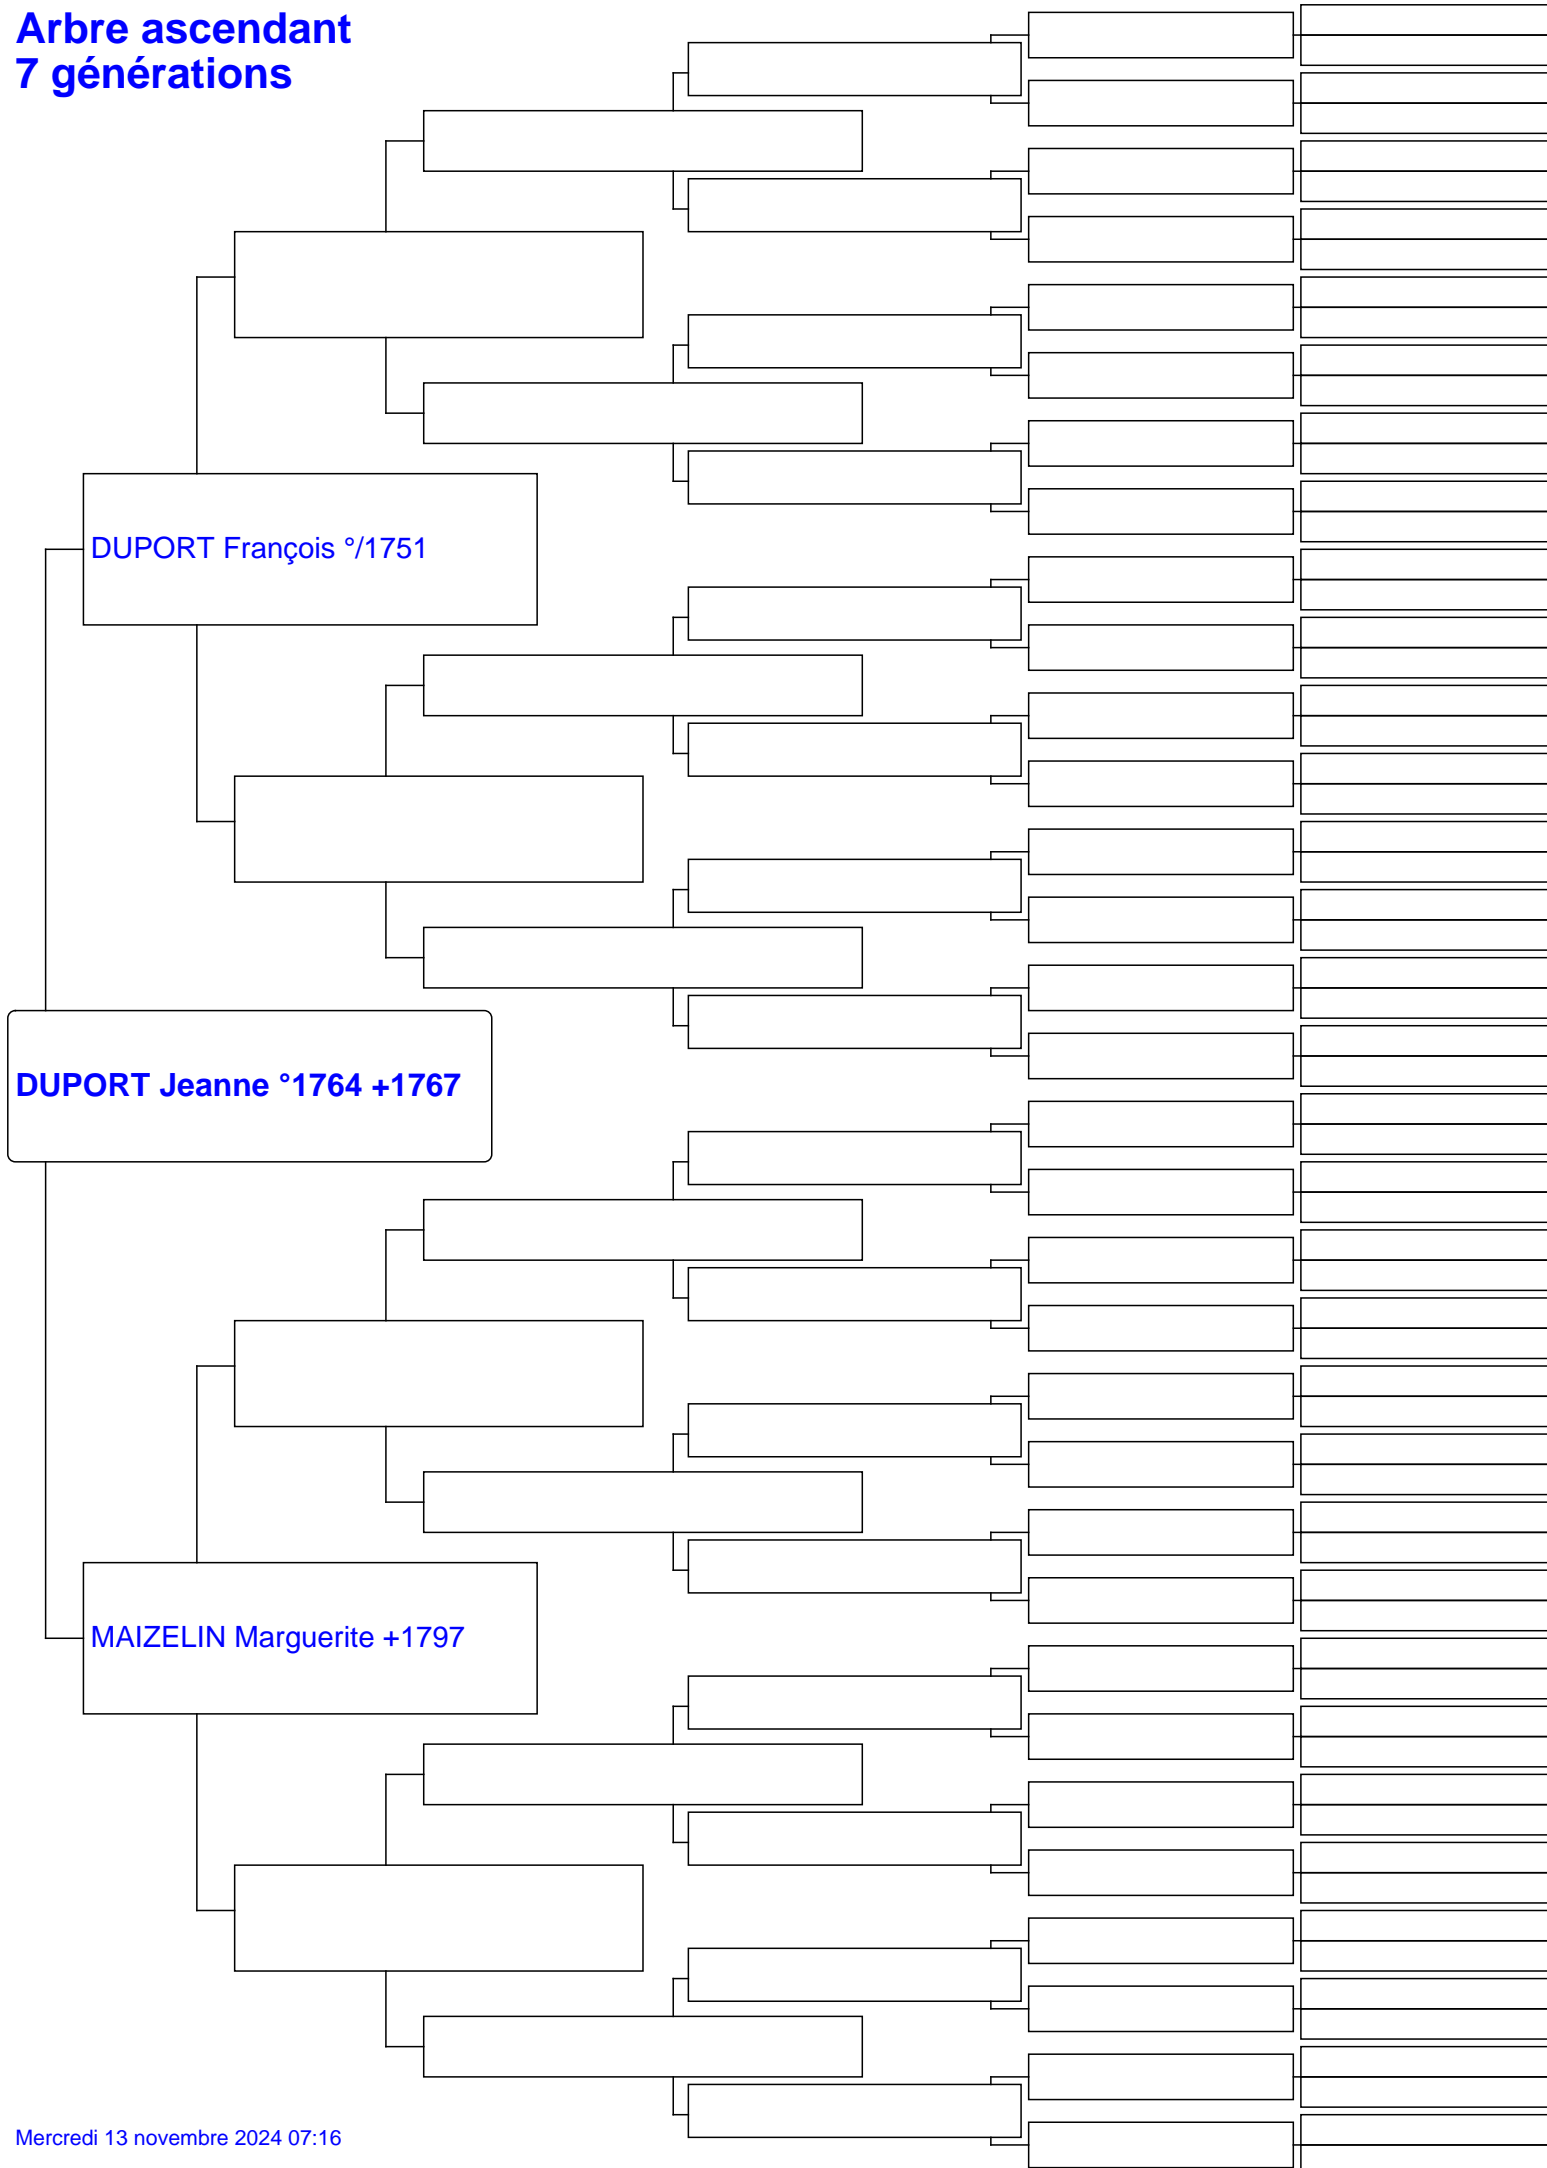 Arbre ascendant
7 générations
DUPORT François °/1751
DUPORT Jeanne °1764 +1767
MAIZELIN Marguerite +1797
Mercredi 13 novembre 2024 07:16